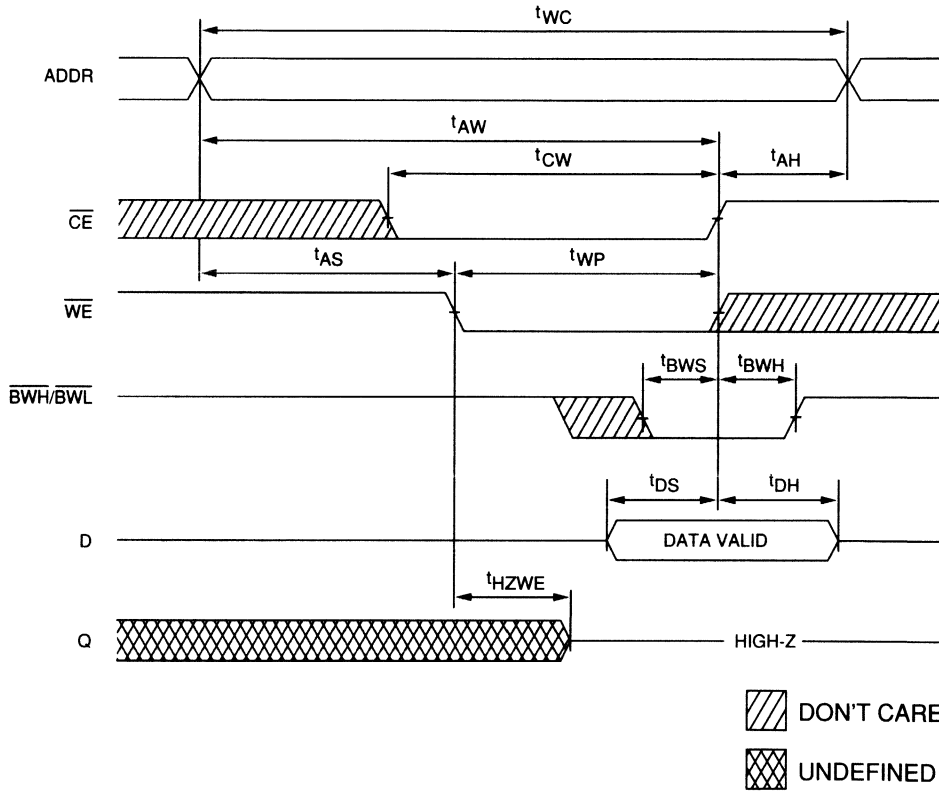 tWC
ADDR
tAW
tCW
tAH
CE
tAS
tWP
WE
tBWS
tBWH
BWH/BWL
tDS
tDH
D
DATA VALID
tHZWE
Q
HIGH-Z
DON'T CARE
UNDEFINED